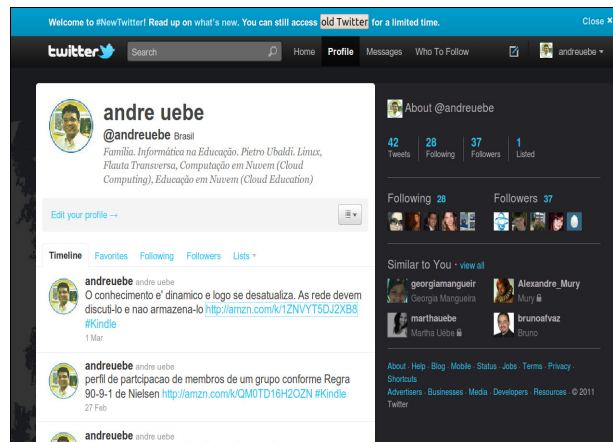 Welcome to #NewTwitter! Read up on what's new. You can still access old Twitter for a limited time.
Close ×
twitter
Search
Home Profile Messages Who To Follow
andreuebe
andre uebe
@andreuebe Brasil
Familia. Informática na Educação. Pietro Ubaldi. Linux,
Flauta Transversa, Computação em Nuvem (Cloud
Computing), Educação em Nuvem (Cloud Education)
Edit your profile →
Timeline Favorites Following Followers Lists
andreuebe andre uebe
O conhecimento e' dinamico e logo se desatualiza. As rede devem
discuti-lo e nao armazena-lo http://amzn.com/k/1ZNVYT5DJ2XB8
#Kindle
1 Mar
andreuebe andre uebe
perfil de partcipacao de membros de um grupo conforme Regra
90-9-1 de Nielsen http://amzn.com/k/QM0TD16H2OZN #Kindle
27 Feb
andreuebe andre uebe
About @andreuebe
42 28 37 1
Tweets Following Followers Listed
Following 28 Followers 37
Similar to You · view all
georgiamangueir
Georgia Mangueira
Alexandre_Mury
Mury
marthauebe
Martha Uébe
brunoafvaz
Bruno
About · Help · Blog · Mobile · Status · Jobs · Terms · Privacy ·
Shortcuts
Advertisers · Businesses · Media · Developers · Resources · © 2011
Twitter